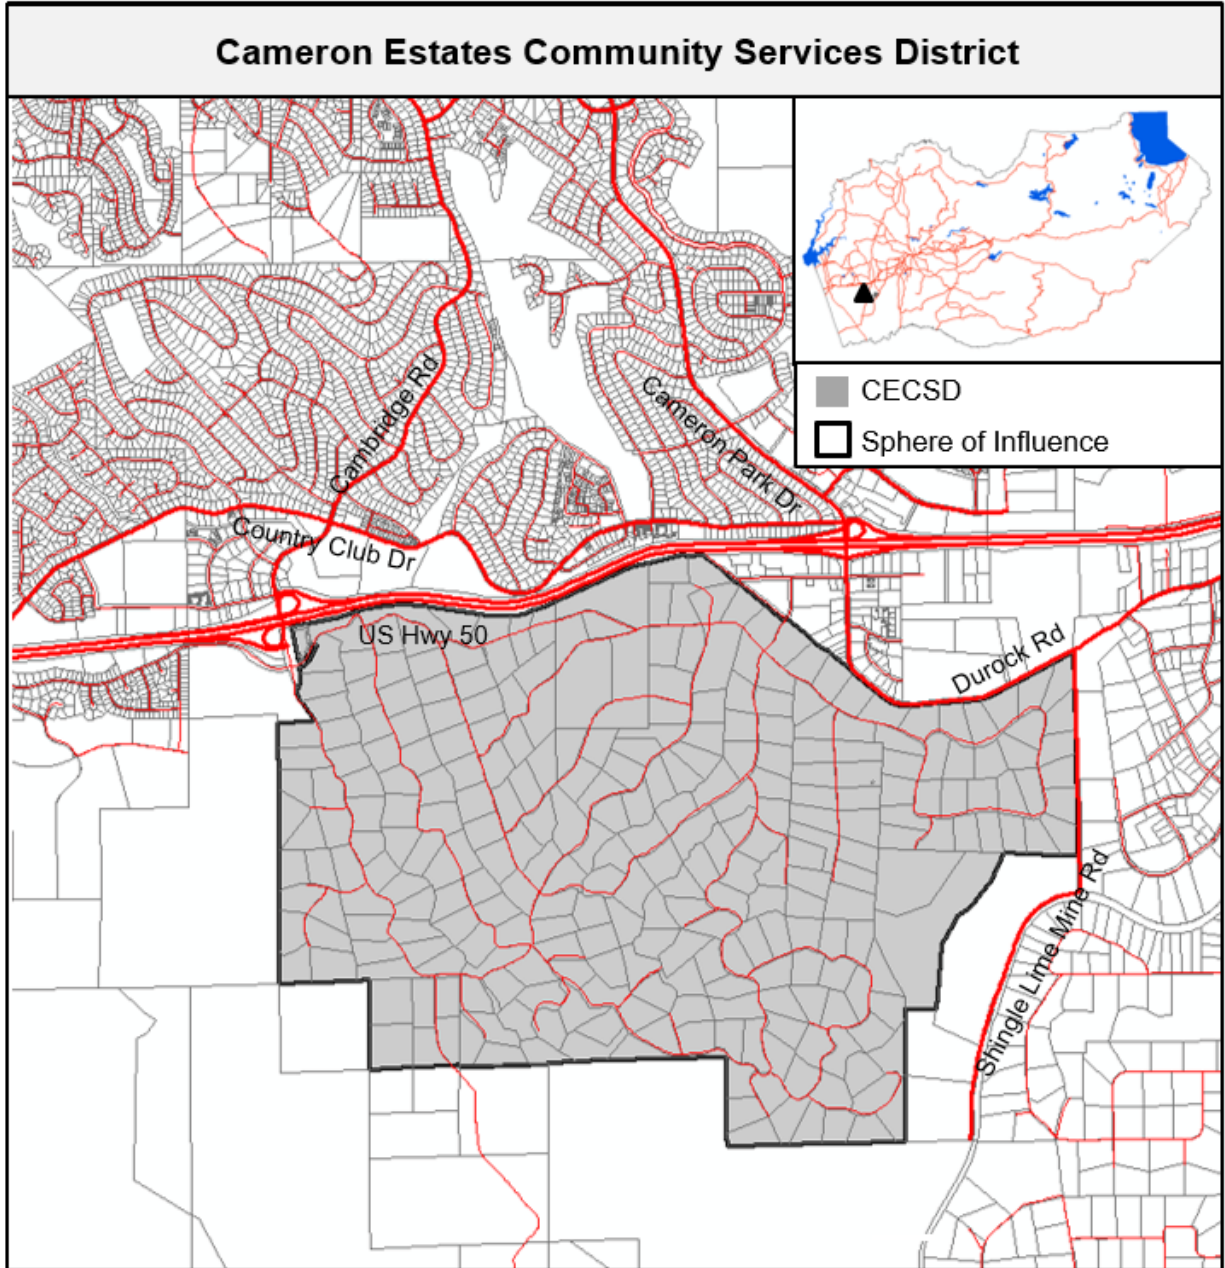 Cameron Estates Community Services District
CECSD
Sphere of Influence
Cambridge Rd
Cameron Park Dr
Country Club Dr
US Hwy 50
Durock Rd
Shingle Lime Mine Rd